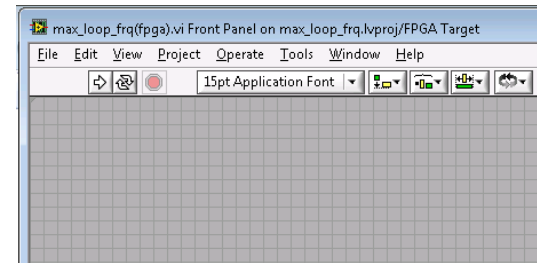 max_loop_frq(fpga).vi Front Panel on max_loop_frq.lvproj/FPGA Target
File Edit View Project Operate Tools Window Help
15pt Application Font